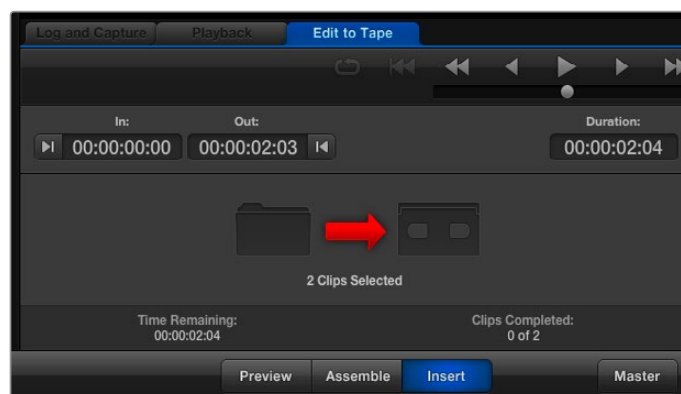 Log and Capture Playback Edit to Tape
In: Out: Duration:
00:00:00:00 00:00:02:03 00:00:02:04
2 Clips Selected
Time Remaining: Clips Completed:
00:00:02:04 0 of 2
Preview Assemble Insert Master